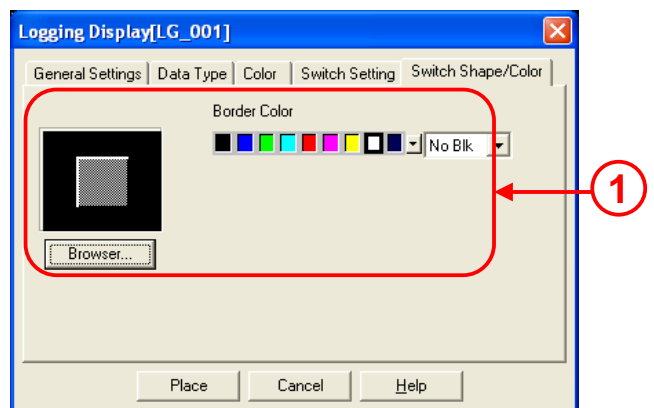 Logging Display[LG_001]
General Settings Data Type Color Switch Setting Switch Shape/Color
Border Color
No Blk
1
Browser...
Place Cancel Help